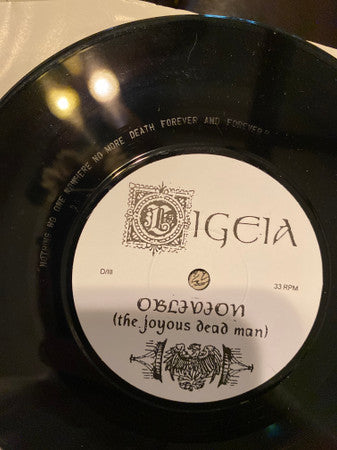 NOTHING NO ONE NOWHERE NO MORE DEATH FOREVER AND FOREVER
LIGEIA
D/III
33 RPM
OBLIVION
(the joyous dead man)